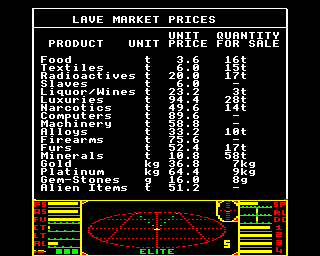 LAVE MARKET PRICES
UNIT QUANTITY
PRODUCT UNIT PRICE FOR SALE
Food t 3.6 16t
Textiles t 6.0 15t
Radioactives t 20.0 17t
Slaves t 6.0 -
Liquor/Wines t 23.2 3t
Luxuries t 94.4 28t
Narcotics t 49.6 14t
Computers t 89.6 -
Machinery t 58.8 -
Alloys t 33.2 10t
Firearms t 75.6 -
Furs t 52.4 17t
Minerals t 10.8 58t
Gold kg 36.8 7kg
Platinum kg 64.4 9kg
Gem-Stones g 16.0 8g
Alien Items t 51.2 -
FS SP
AS RL
FU DC
CT 1
LT 2
AL 3
S 4
ELITE